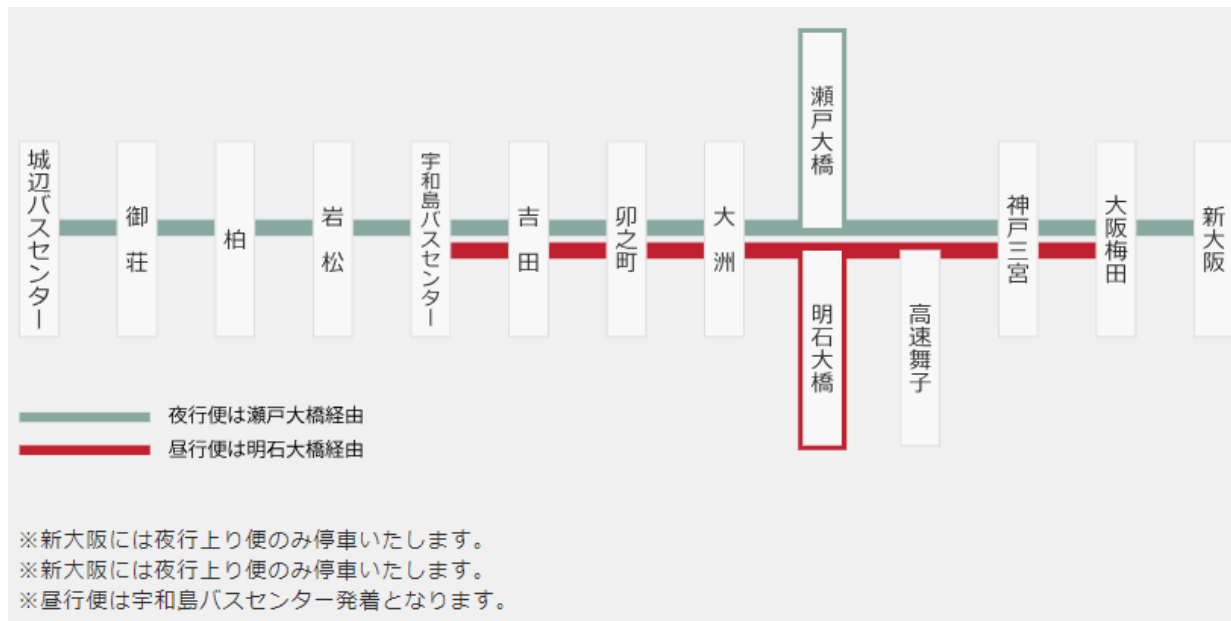 城辺バスセンター
御荘
柏
岩松
宇和島バスセンター
吉田
卯之町
大洲
瀬戸大橋
明石大橋
高速舞子
神戸三宮
大阪梅田
新大阪
夜行便は瀬戸大橋経由
昼行便は明石大橋経由
※新大阪には夜行上り便のみ停車いたします。
※新大阪には夜行上り便のみ停車いたします。
※昼行便は宇和島バスセンター発着となります。